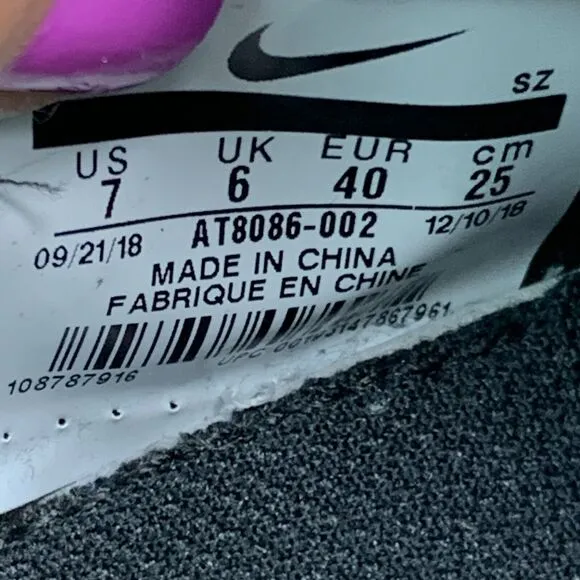 SZ
US UK EUR cm
7 6 40 25
09/21/18 AT8086-002 12/10/18
MADE IN CHINA
FABRIQUE EN CHINE
108787916